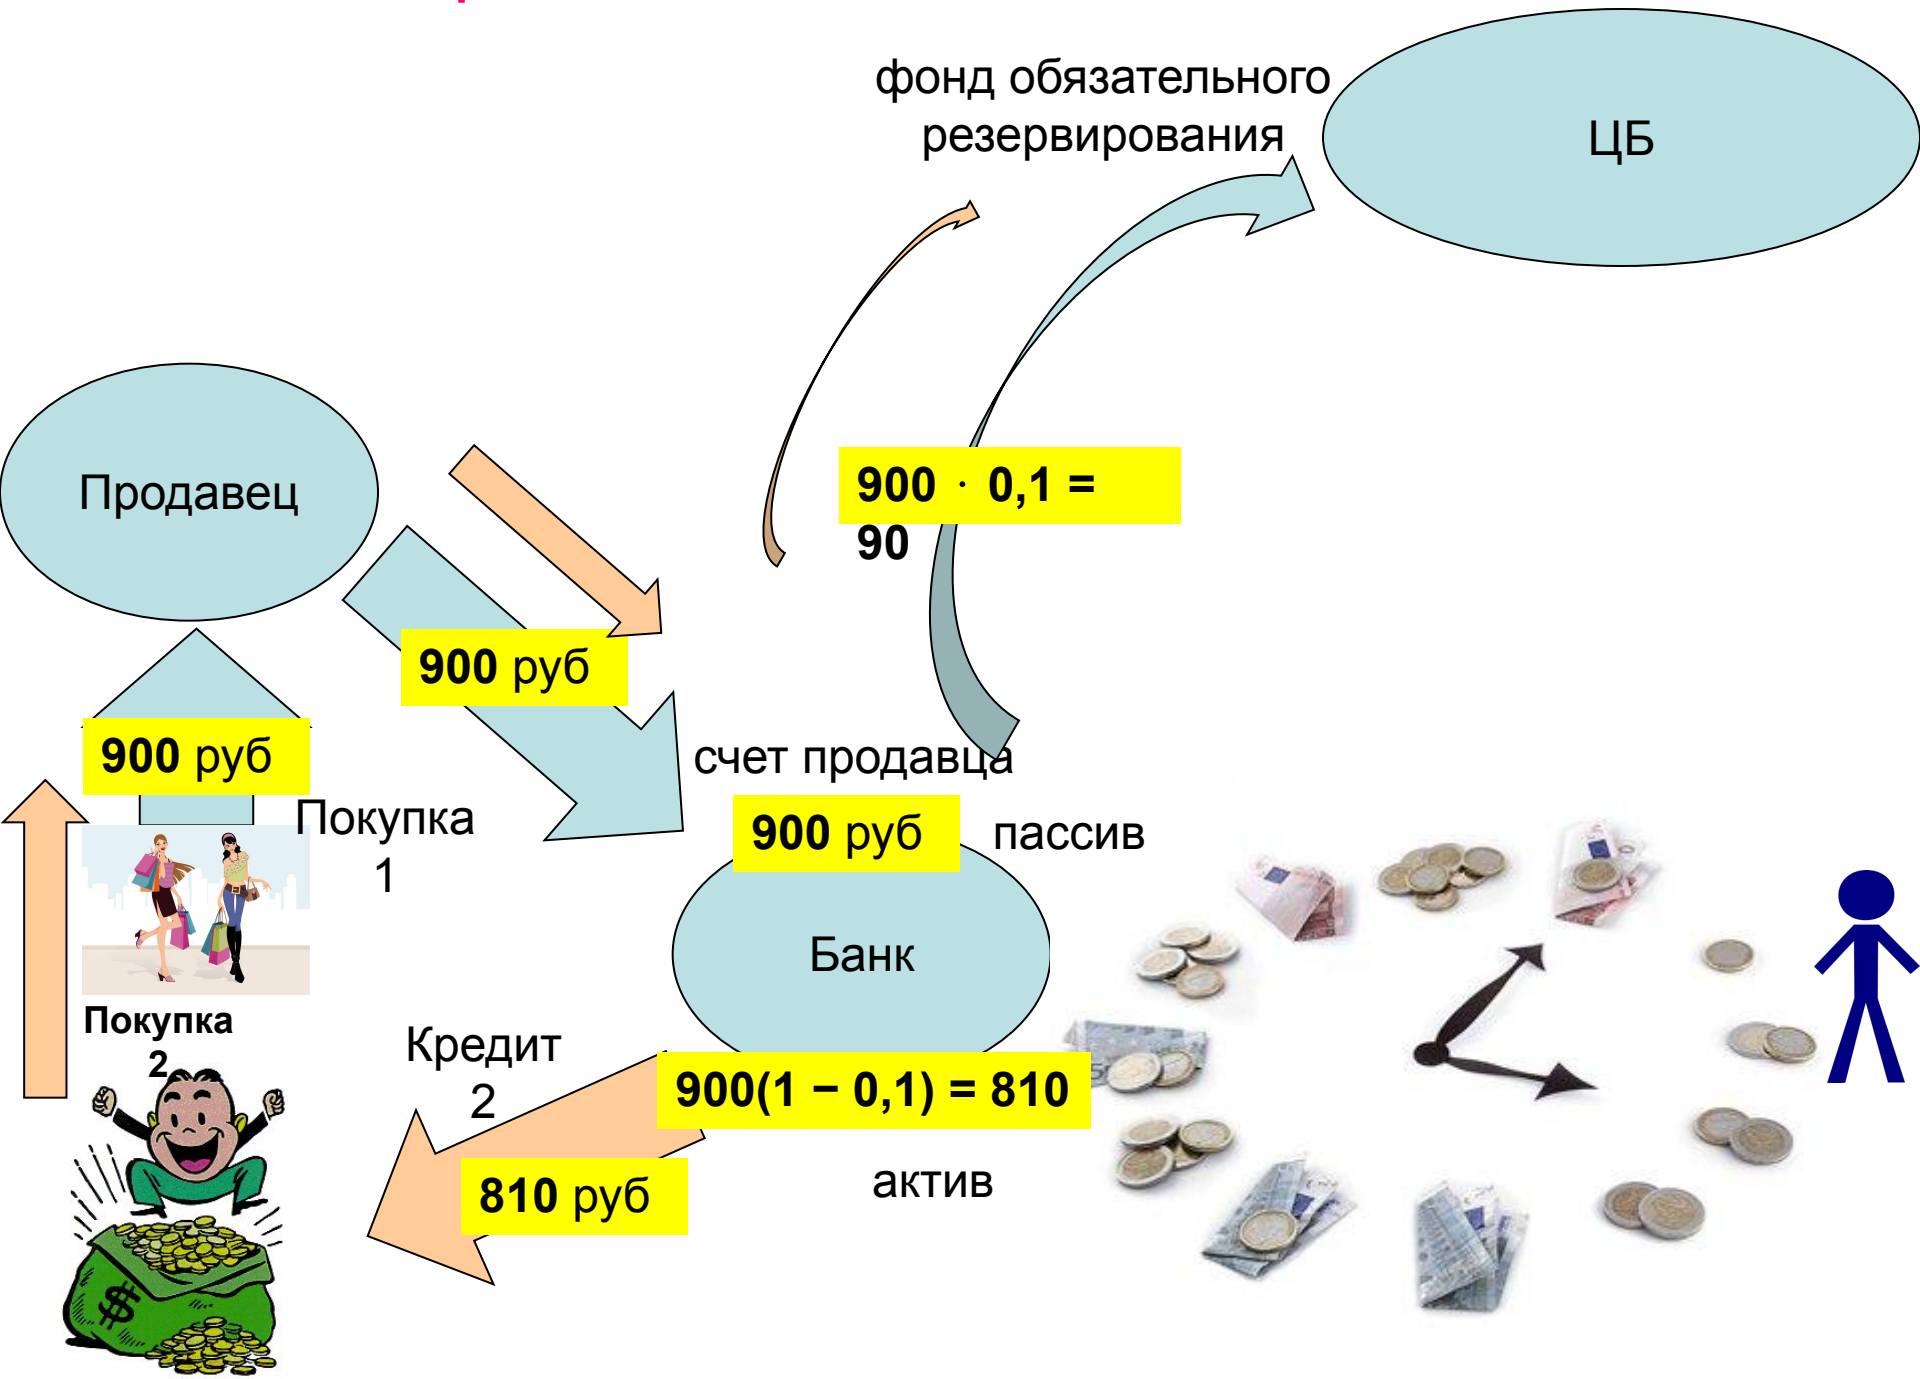 фонд обязательного
резервирования
ЦБ
Продавец
900 · 0,1 =
90
900 руб
900 руб
счет продавца
Покупка
1
900 руб
пассив
Банк
Покупка
2
Кредит
2
900(1 – 0,1) = 810
810 руб
актив